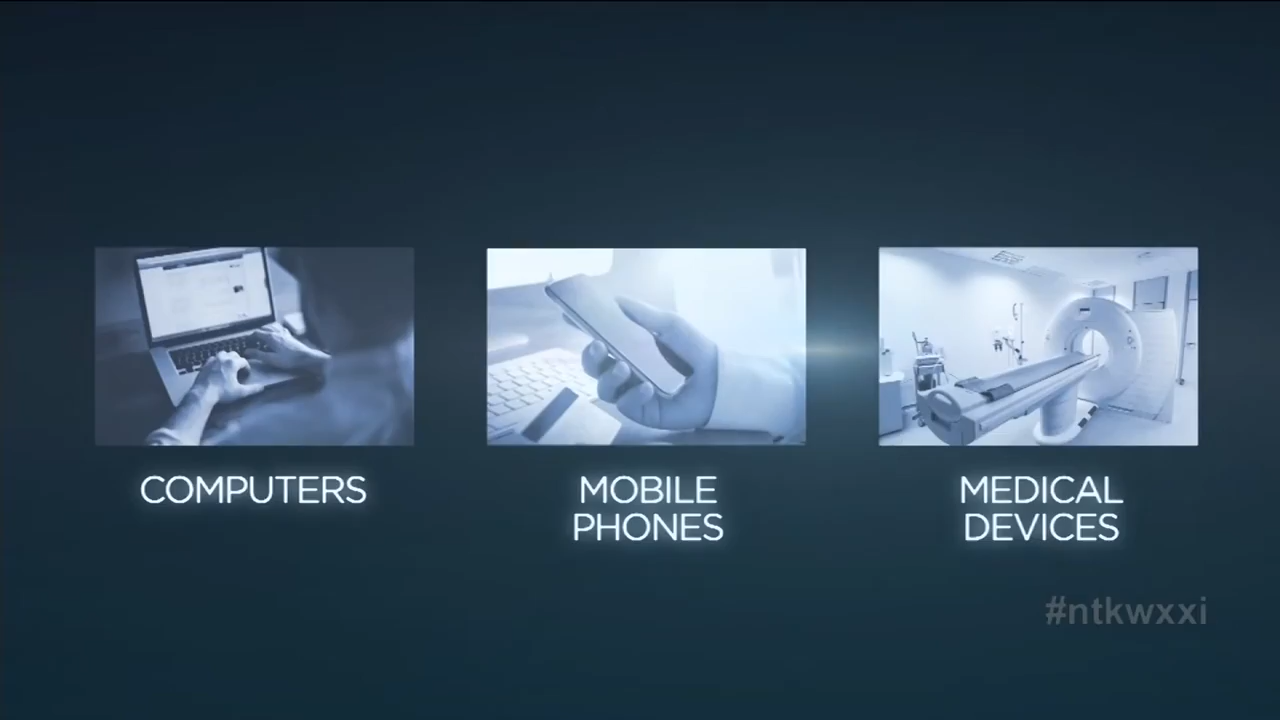 COMPUTERS
MOBILE
PHONES
MEDICAL
DEVICES
#ntkwxxi